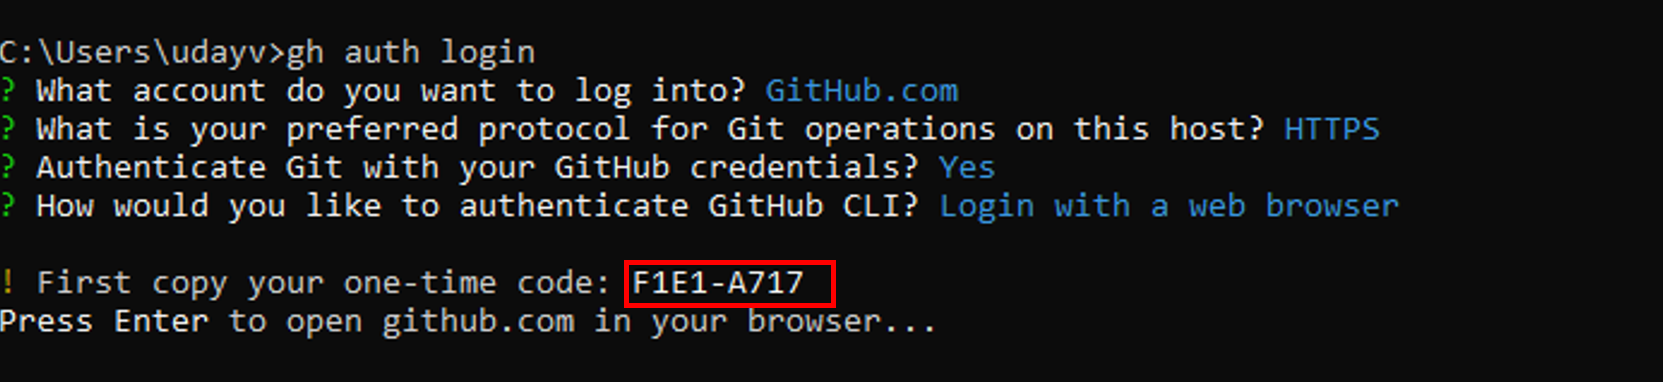 C:\Users\udayv>gh auth login
? What account do you want to log into? GitHub.com
? What is your preferred protocol for Git operations on this host? HTTPS
? Authenticate Git with your GitHub credentials? Yes
? How would you like to authenticate GitHub CLI? Login with a web browser
! First copy your one-time code: F1E1-A717
Press Enter to open github.com in your browser...